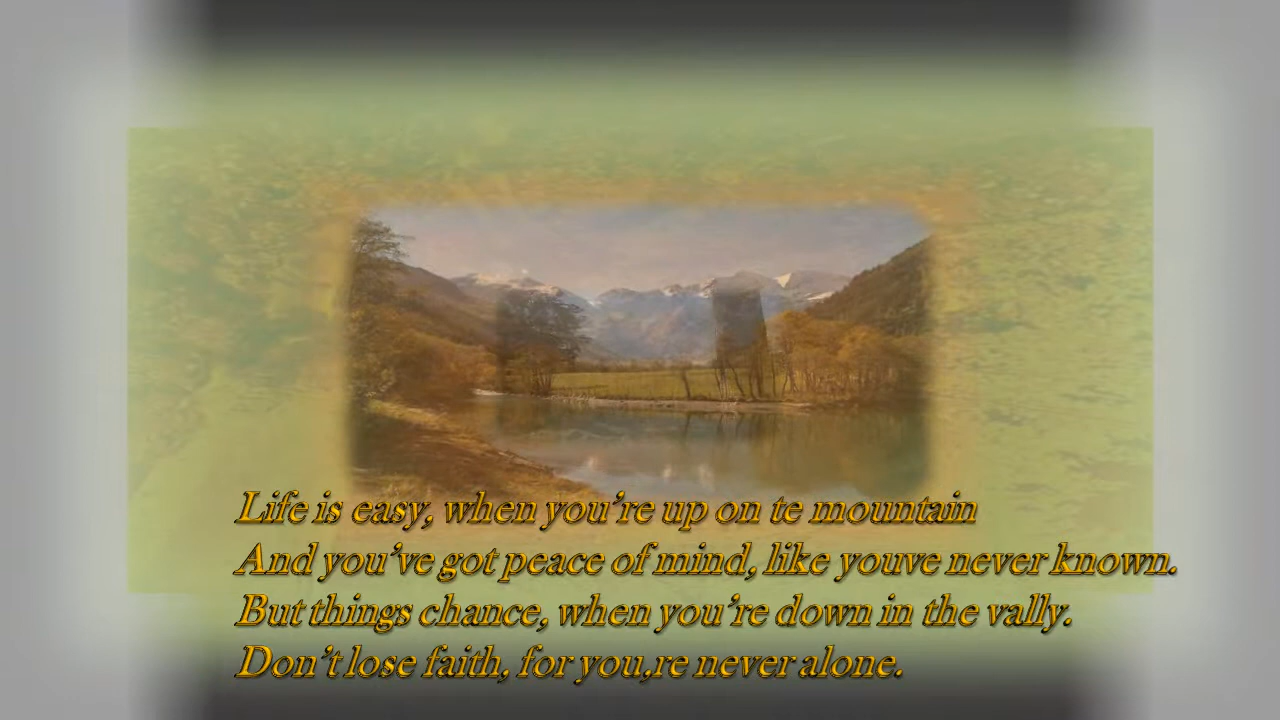 Life is easy, when you're up on te mountain
And you've got peace of mind, like youve never known.
But things chance, when you're down in the vally.
Don't lose faith, for you,re never alone.